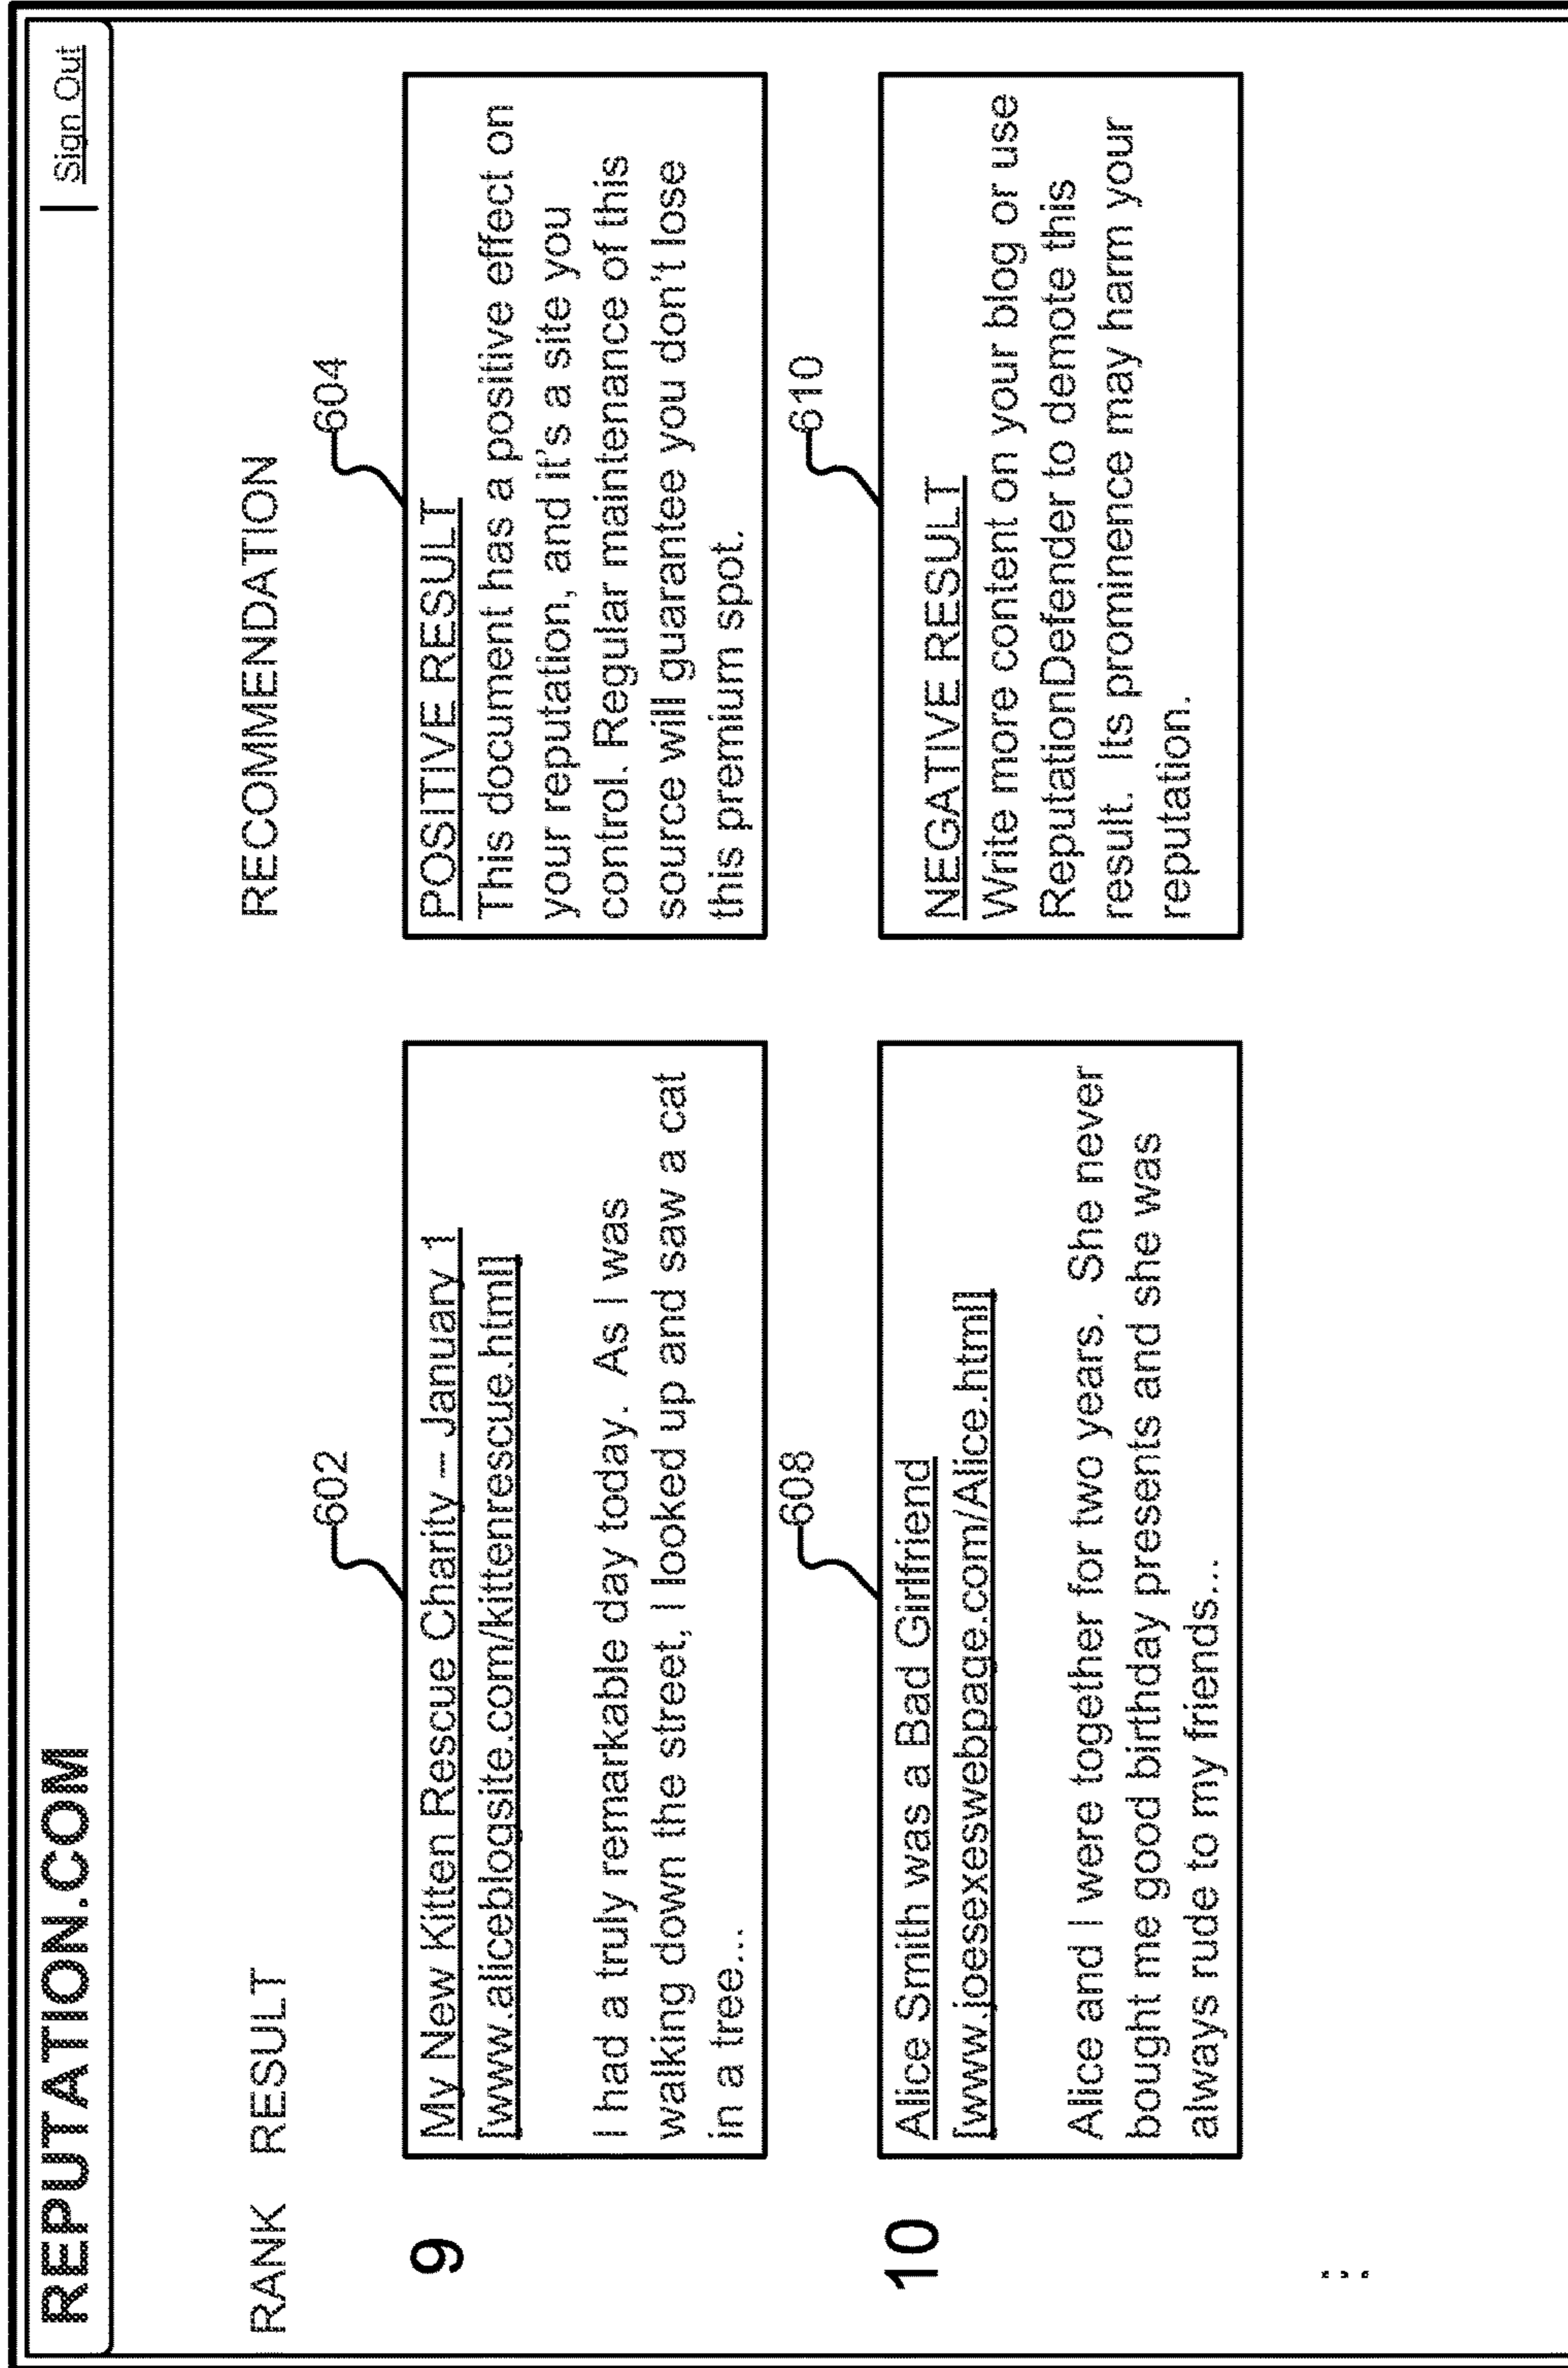 REPUTATION.COM
Sign Out
RANK RESULT
RECOMMENDATION
602
604
9
My New Kitten Rescue Charity – January 1
[www.aliceblogsite.com/kittenrescue.html]
I had a truly remarkable day today. As I was
walking down the street, I looked up and saw a cat
in a tree...
POSITIVE RESULT
This document has a positive effect on
your reputation, and it's a site you
control. Regular maintenance of this
source will guarantee you don't lose
this premium spot.
608
610
10
Alice Smith was a Bad Girlfriend
[www.joesexeswebpage.com/Alice.html]
Alice and I were together for two years. She never
bought me good birthday presents and she was
always rude to my friends...
NEGATIVE RESULT
Write more content on your blog or use
ReputationDefender to demote this
result. Its prominence may harm your
reputation.
...